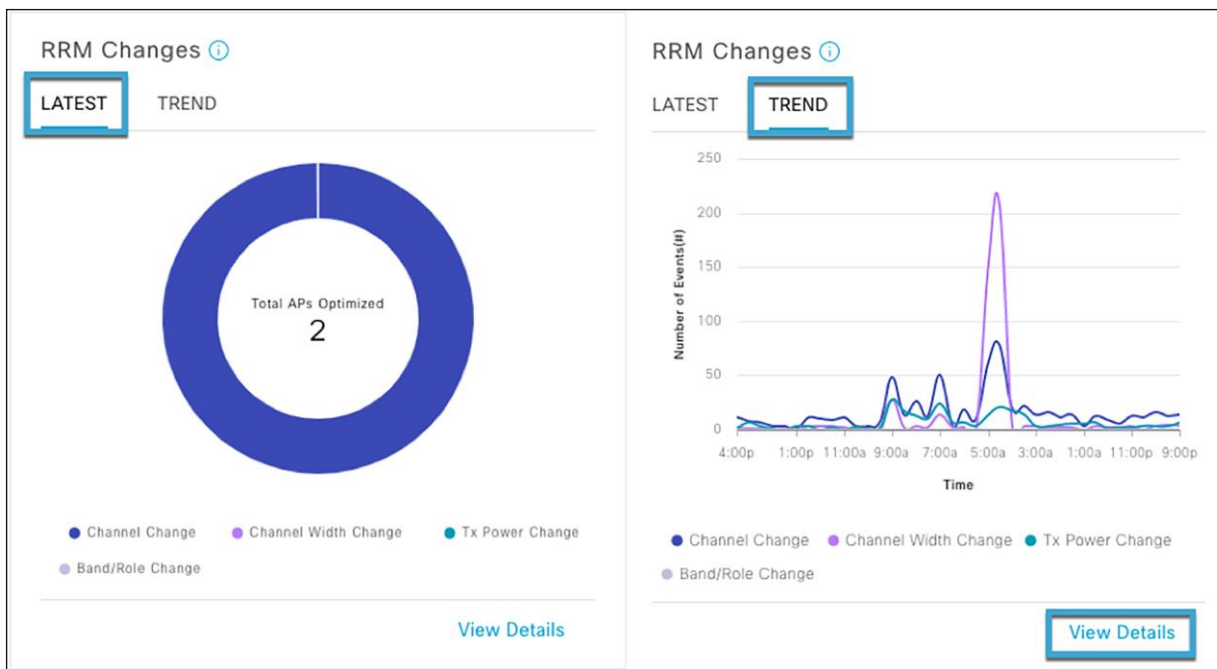 RRM Changes
LATEST TREND
Total APs Optimized
2
Channel Change Channel Width Change Tx Power Change
Band/Role Change
View Details
RRM Changes
LATEST TREND
250
200
150
100
50
0
Number of Events(#)
4:00p 1:00p 11:00a 9:00a 7:00a 5:00a 3:00a 1:00a 11:00p 9:00p
Time
Channel Change Channel Width Change Tx Power Change
Band/Role Change
View Details